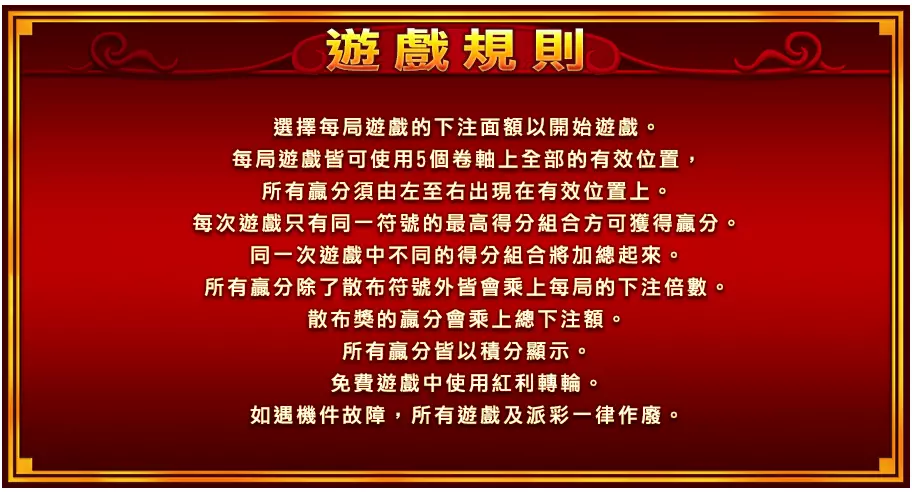 遊戲規則
選擇每局遊戲的下注面額以開始遊戲。
每局遊戲皆可使用5個卷軸上全部的有效位置，
所有贏分須由左至右出現在有效位置上。
每次遊戲只有同一符號的最高得分組合方可獲得贏分。
同一次遊戲中不同的得分組合將加總起來。
所有贏分除了散布符號外皆會乘上每局的下注倍數。
散布獎的贏分會乘上總下注額。
所有贏分皆以積分顯示。
免費遊戲中使用紅利轉輪。
如遇機件故障，所有遊戲及派彩一律作廢。